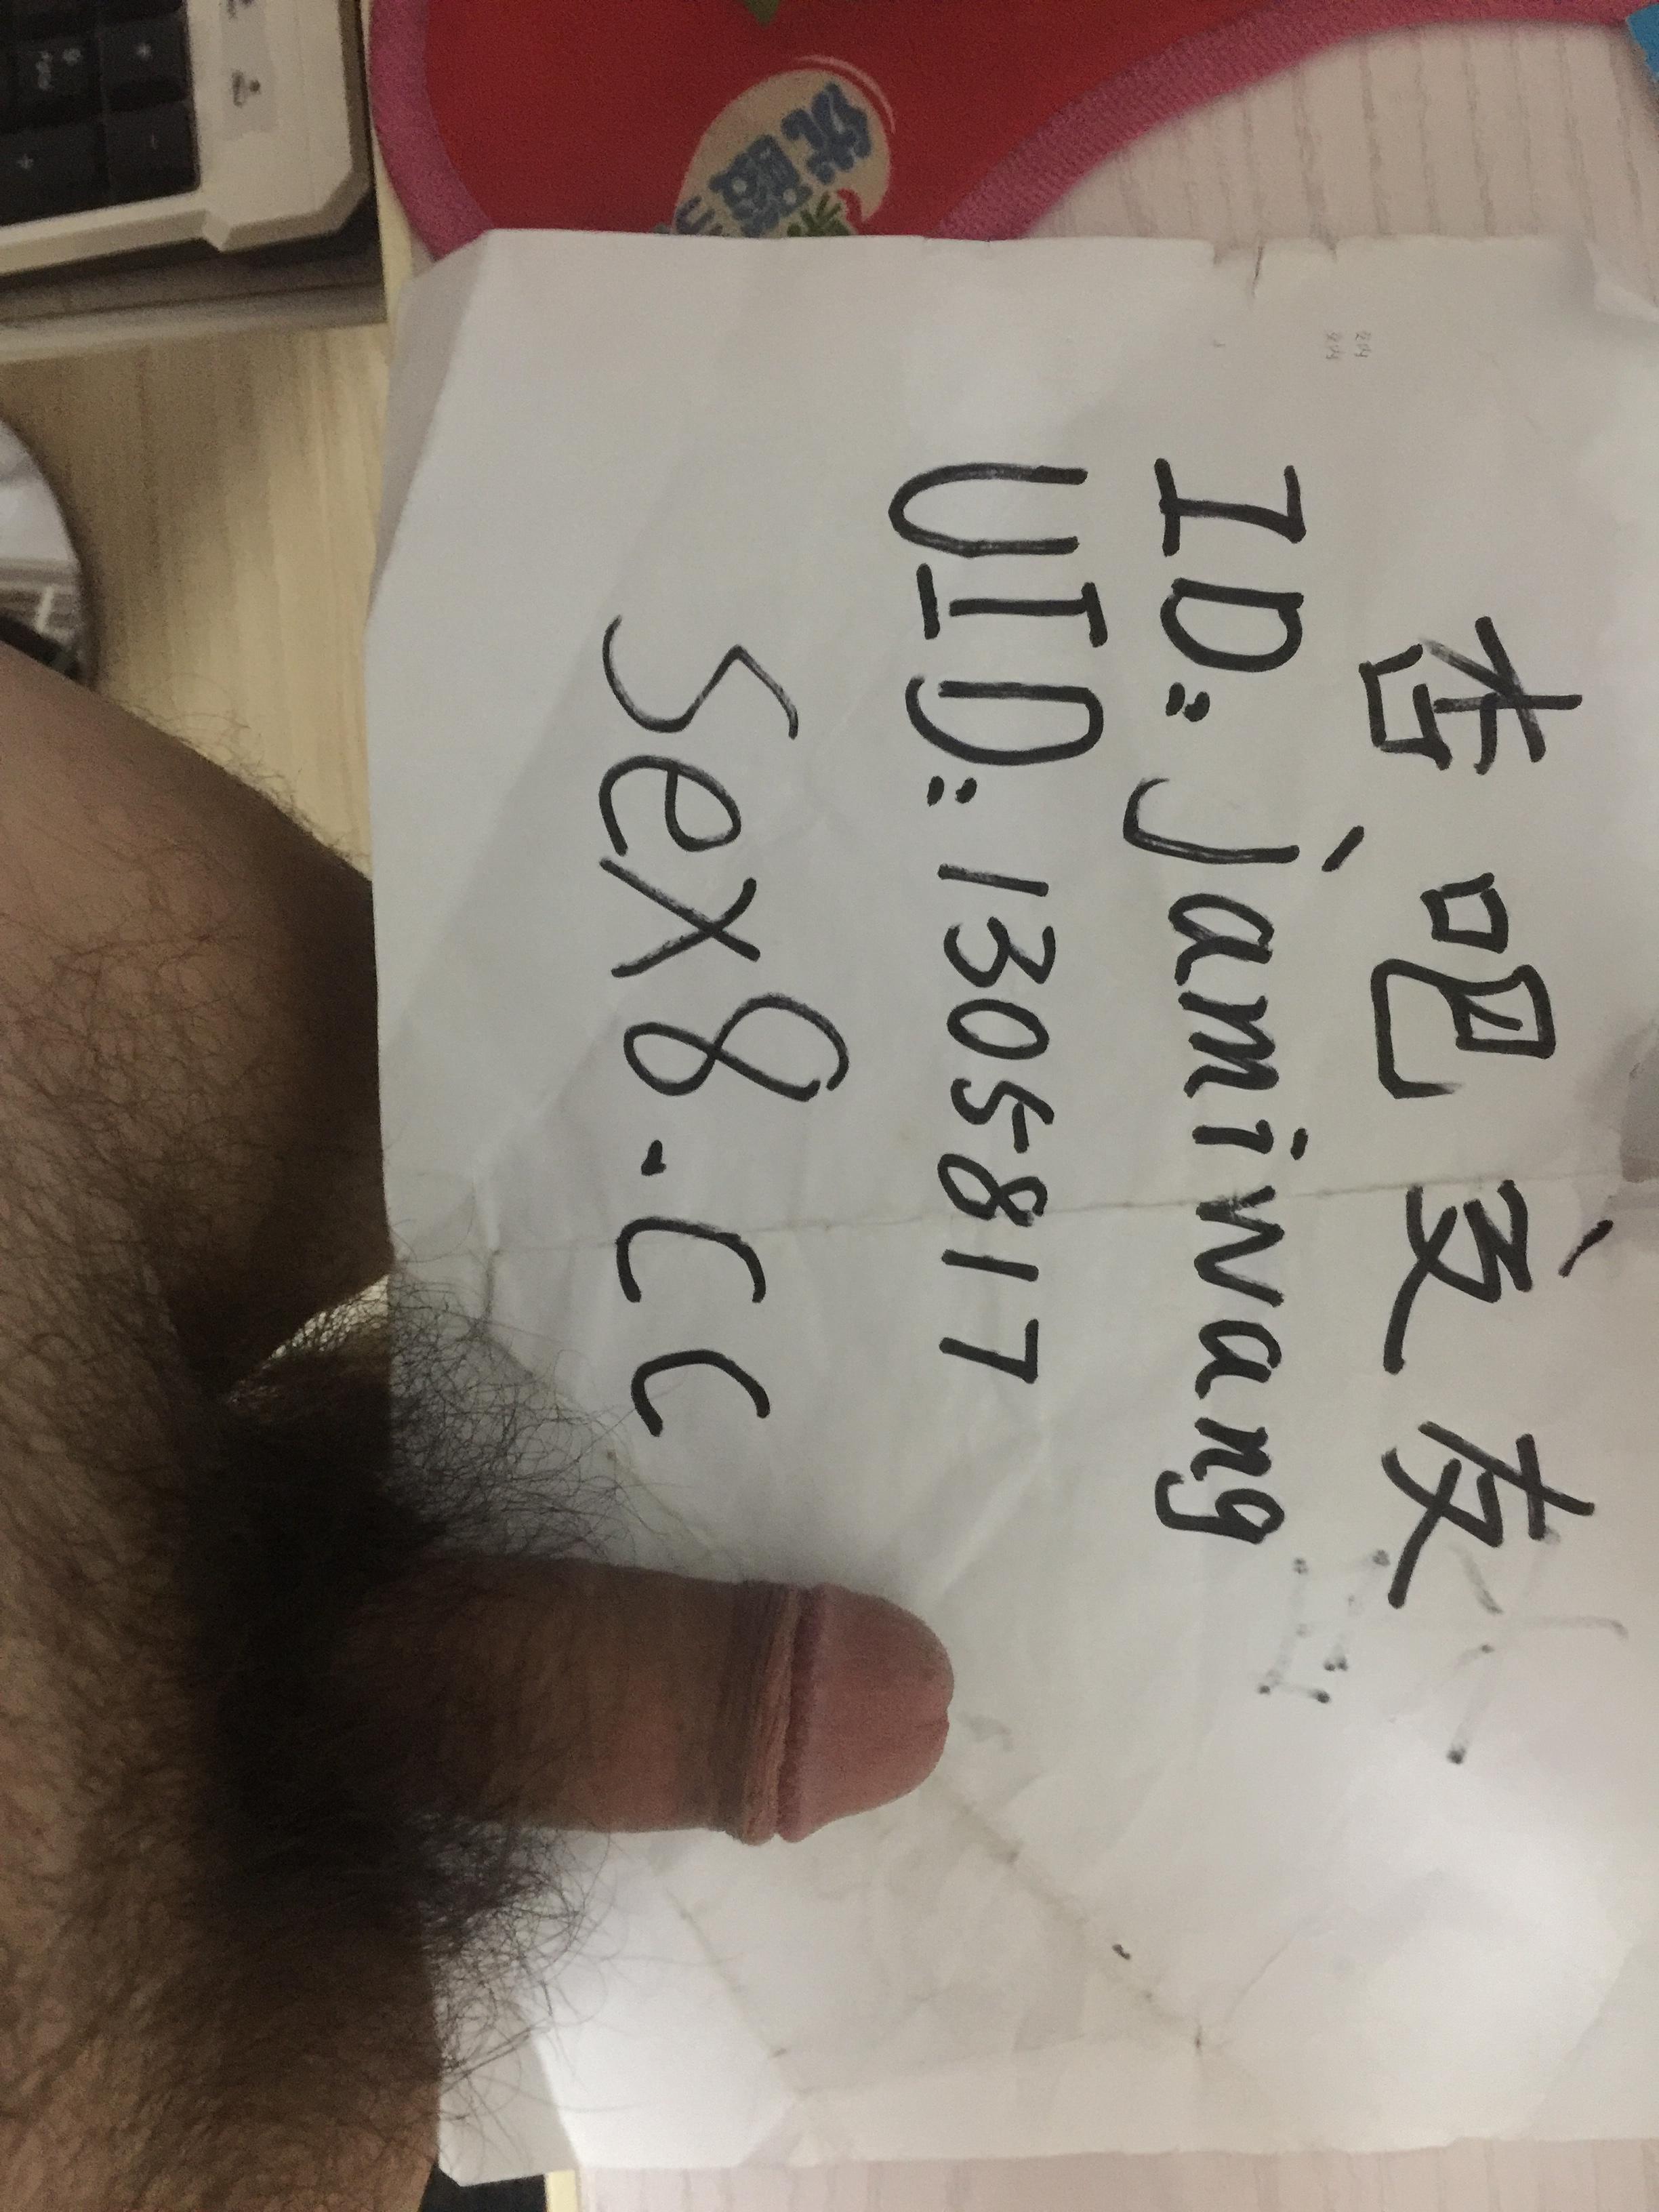 杏吧交友
ID: jamiwang
UID: 1305817
Sex8.cc